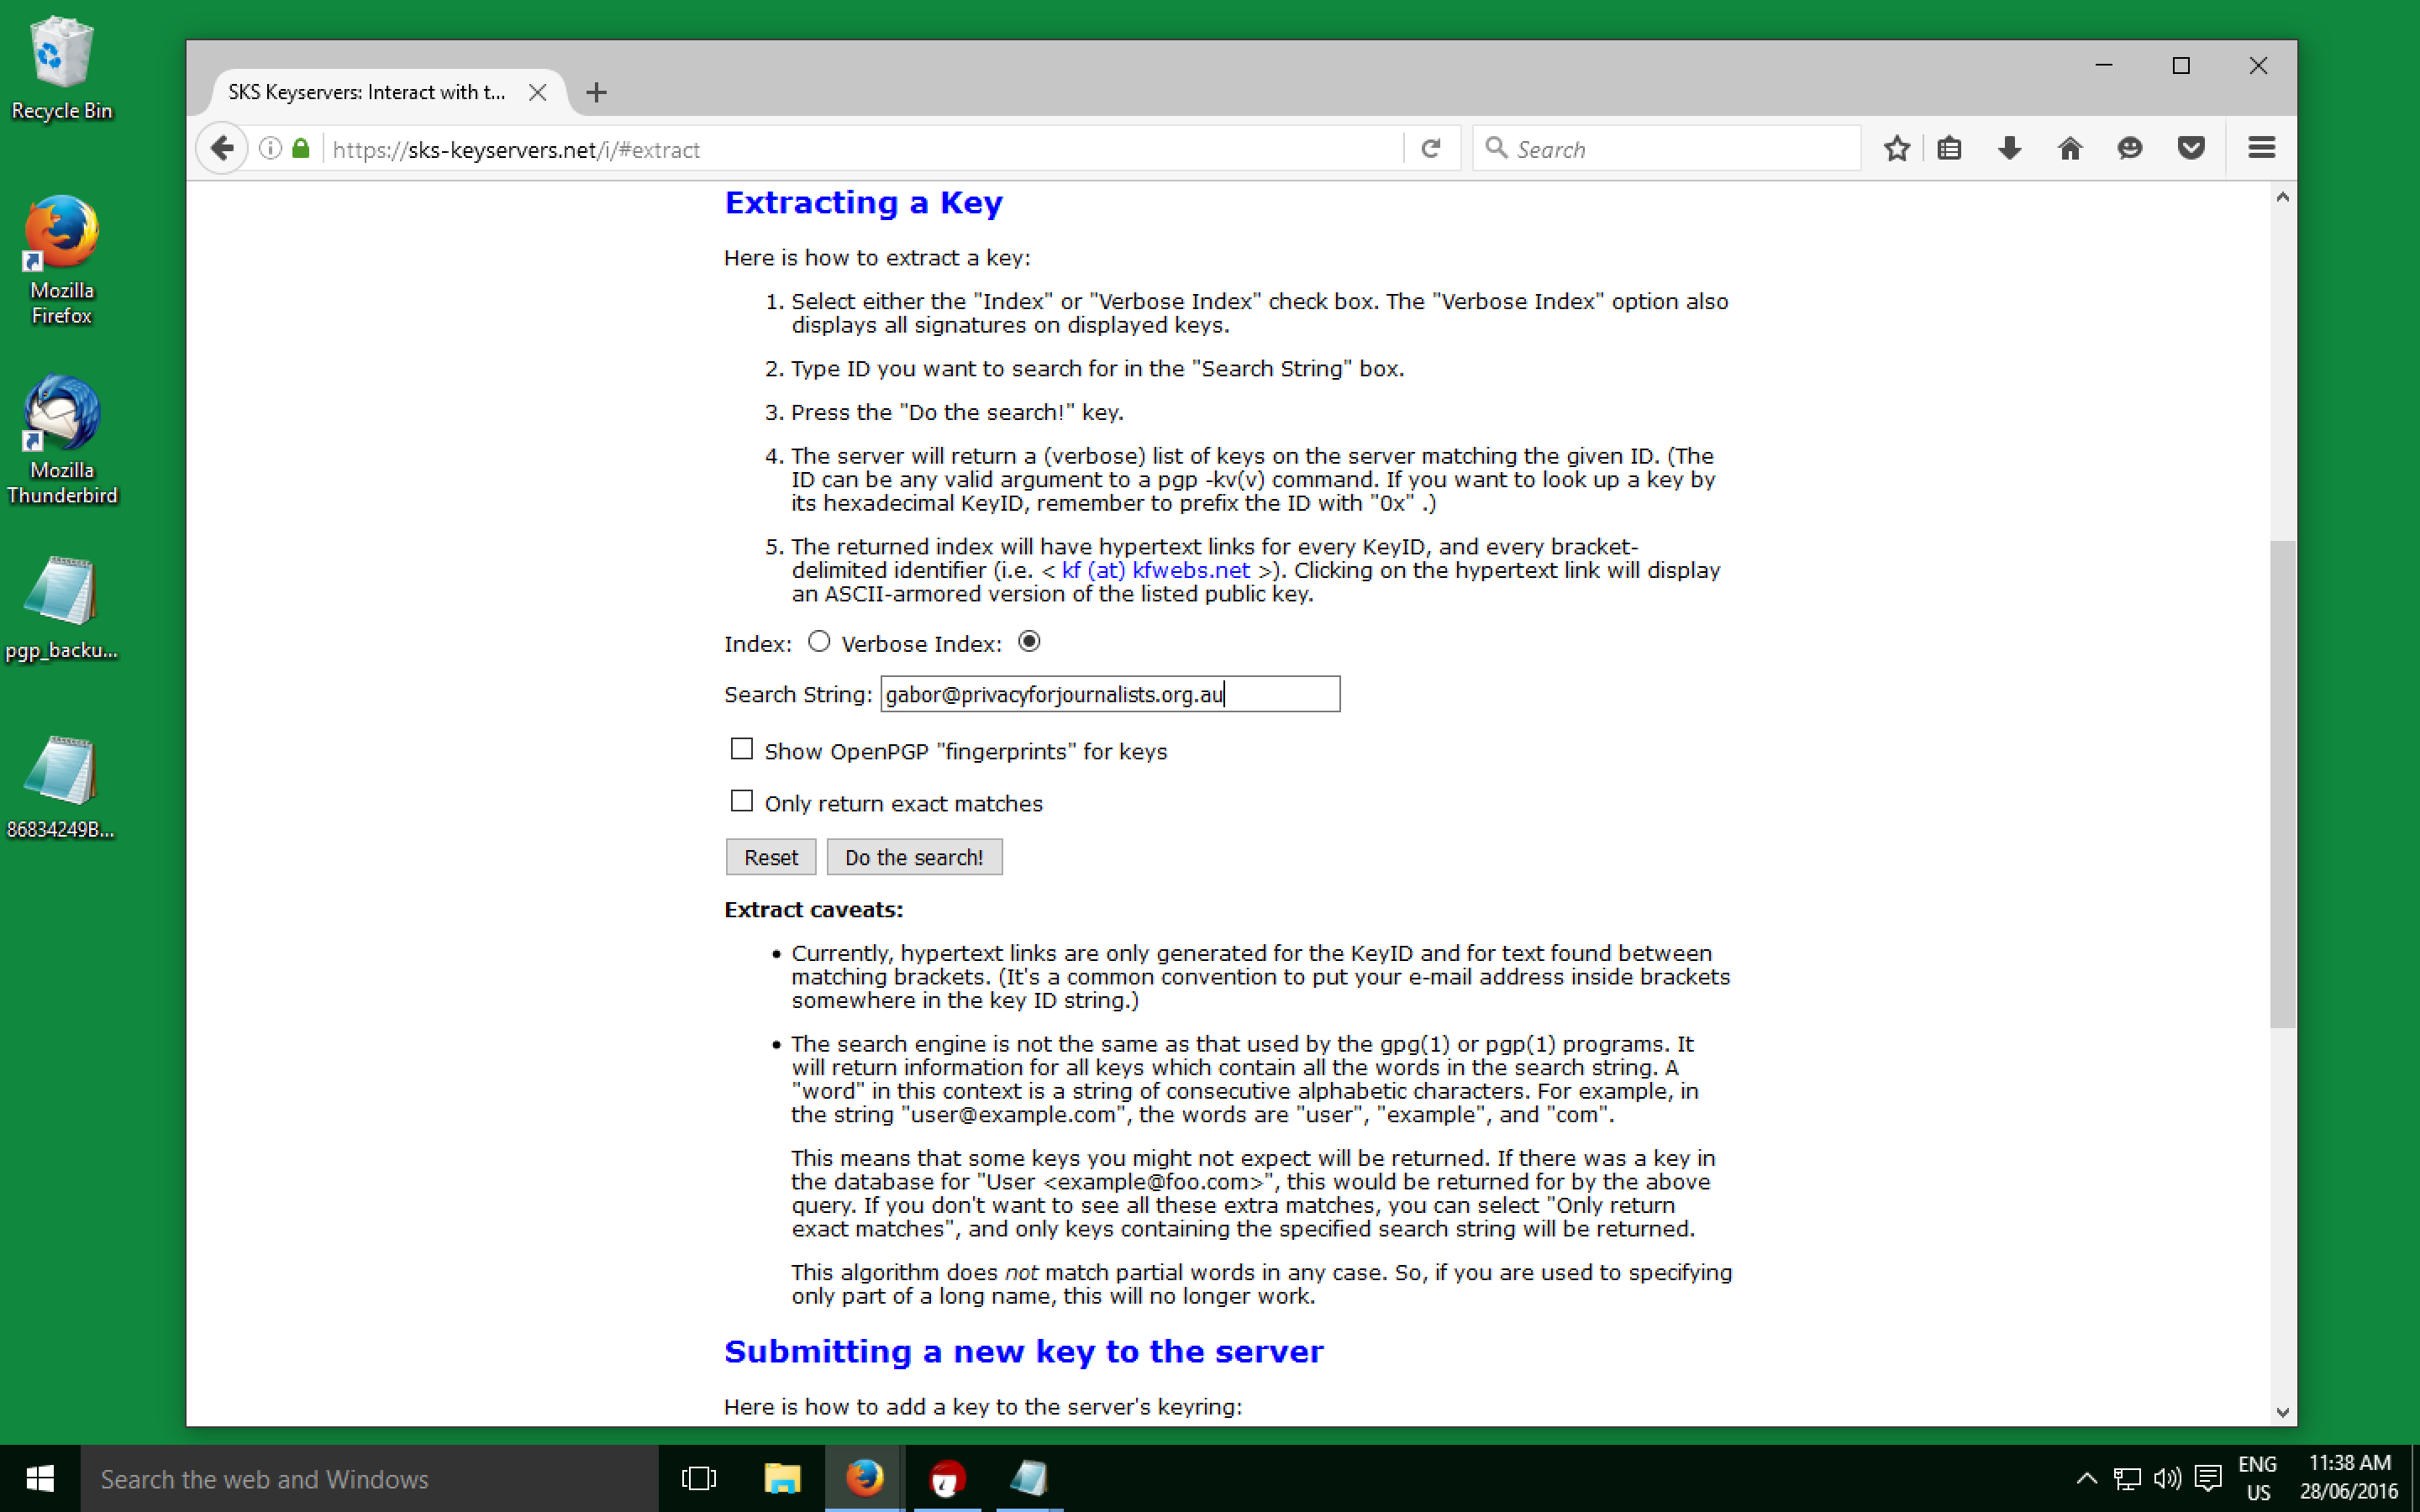 Recycle Bin
Mozilla
Firefox
Mozilla
Thunderbird
pgp_backu...
86834249B...
SKS Keyservers: Interact with t...
https://sks-keyservers.net/i/#extract
Search
Extracting a Key
Here is how to extract a key:
1. Select either the "Index" or "Verbose Index" check box. The "Verbose Index" option also
displays all signatures on displayed keys.
2. Type ID you want to search for in the "Search String" box.
3. Press the "Do the search!" key.
4. The server will return a (verbose) list of keys on the server matching the given ID. (The
ID can be any valid argument to a pgp -kv(v) command. If you want to look up a key by
its hexadecimal KeyID, remember to prefix the ID with "0x" .)
5. The returned index will have hypertext links for every KeyID, and every bracket-
delimited identifier (i.e. < kf (at) kfwebs.net >). Clicking on the hypertext link will display
an ASCII-armored version of the listed public key.
Index: Verbose Index:
Search String: gabor@privacyforjournalists.org.au
Show OpenPGP "fingerprints" for keys
Only return exact matches
Reset Do the search!
Extract caveats:
• Currently, hypertext links are only generated for the KeyID and for text found between
matching brackets. (It's a common convention to put your e-mail address inside brackets
somewhere in the key ID string.)
• The search engine is not the same as that used by the gpg(1) or pgp(1) programs. It
will return information for all keys which contain all the words in the search string. A
"word" in this context is a string of consecutive alphabetic characters. For example, in
the string "user@example.com", the words are "user", "example", and "com".
This means that some keys you might not expect will be returned. If there was a key in
the database for "User <example@foo.com>", this would be returned for by the above
query. If you don't want to see all these extra matches, you can select "Only return
exact matches", and only keys containing the specified search string will be returned.
This algorithm does not match partial words in any case. So, if you are used to specifying
only part of a long name, this will no longer work.
Submitting a new key to the server
Here is how to add a key to the server's keyring:
Search the web and Windows
ENG
US
11:38 AM
28/06/2016